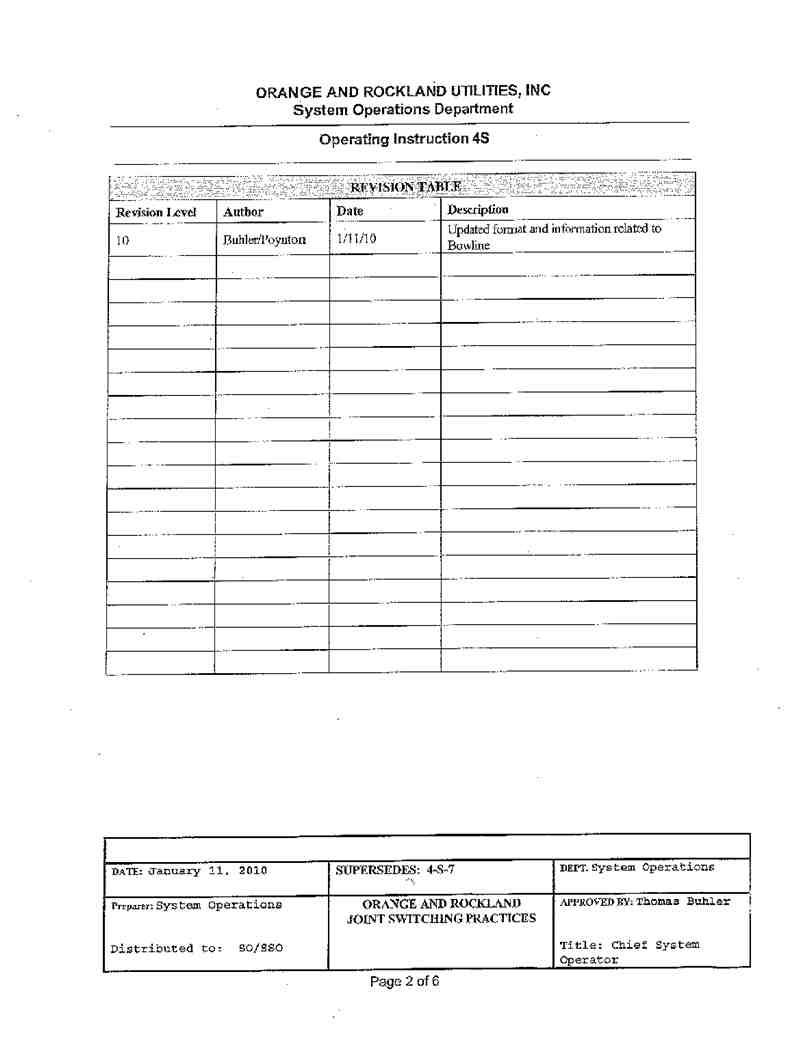 ORANGE AND ROCKLAND UTILITIES, INC
System Operations Department
Operating Instruction 4S
REVISION TABLE
Revision Level Author Date Description
10 Buhler/Poynton 1/11/10 Updated format and information related to
Bowline
DATE: January 11, 2010 SUPERSEDES: 4-S-7 DEPT. System Operations
Preparer: System Operations ORANGE AND ROCKLAND APPROVED BY: Thomas Buhler
JOINT SWITCHING PRACTICES
Distributed to: SO/SSO Title: Chief System
Operator
Page 2 of 6